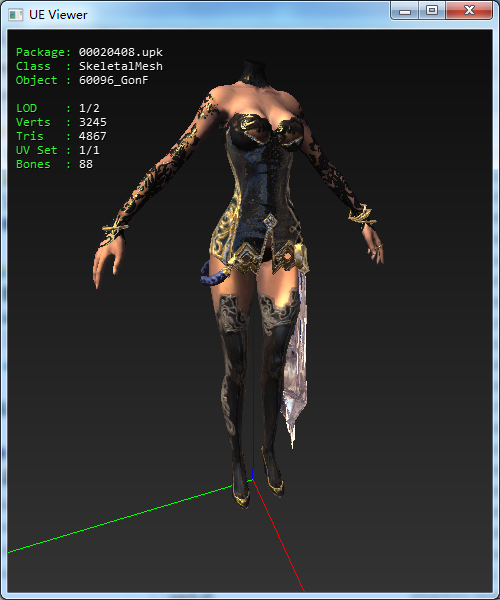 UE Viewer
Package: 00020408.upk
Class : SkeletalMesh
Object : 60096_GonF
LOD : 1/2
Verts : 3245
Tris : 4867
UV Set : 1/1
Bones : 88